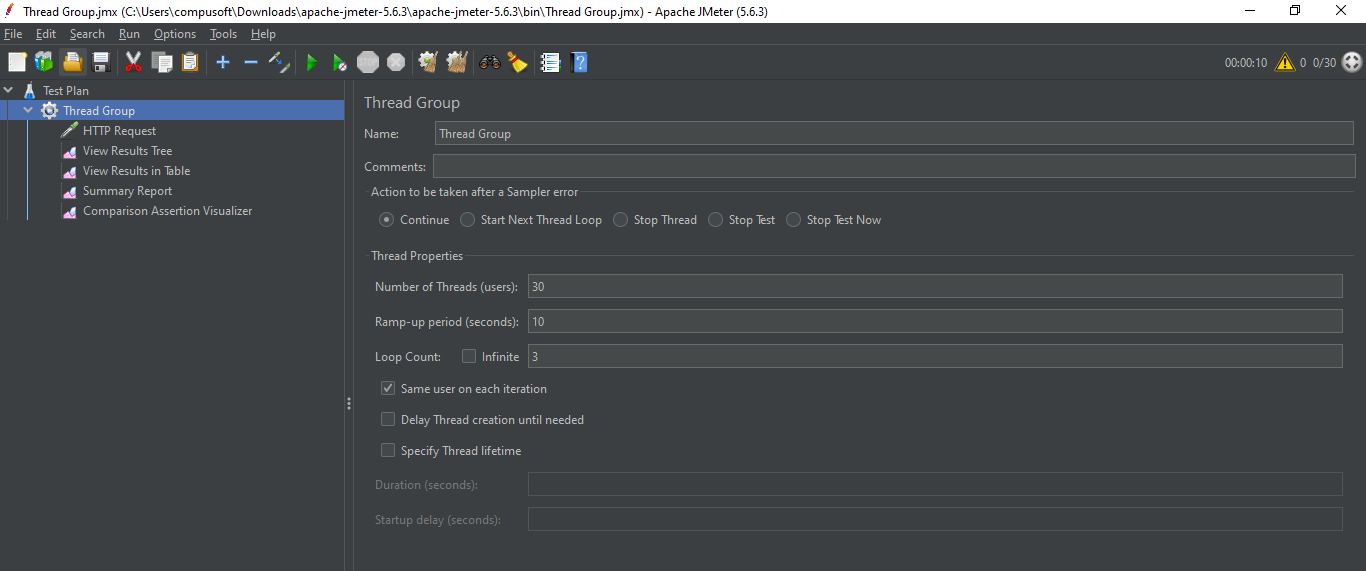 Thread Group.jmx (C:\Users\compusoft\Downloads\apache-jmeter-5.6.3\apache-jmeter-5.6.3\bin\Thread Group.jmx) - Apache JMeter (5.6.3)
File Edit Search Run Options Tools Help
STOP 00:00:10 0 0/30
Test Plan
Thread Group
HTTP Request
View Results Tree
View Results in Table
Summary Report
Comparison Assertion Visualizer
Thread Group
Name: Thread Group
Comments:
Action to be taken after a Sampler error
Continue Start Next Thread Loop Stop Thread Stop Test Stop Test Now
Thread Properties
Number of Threads (users): 30
Ramp-up period (seconds): 10
Loop Count: Infinite 3
Same user on each iteration
Delay Thread creation until needed
Specify Thread lifetime
Duration (seconds):
Startup delay (seconds):